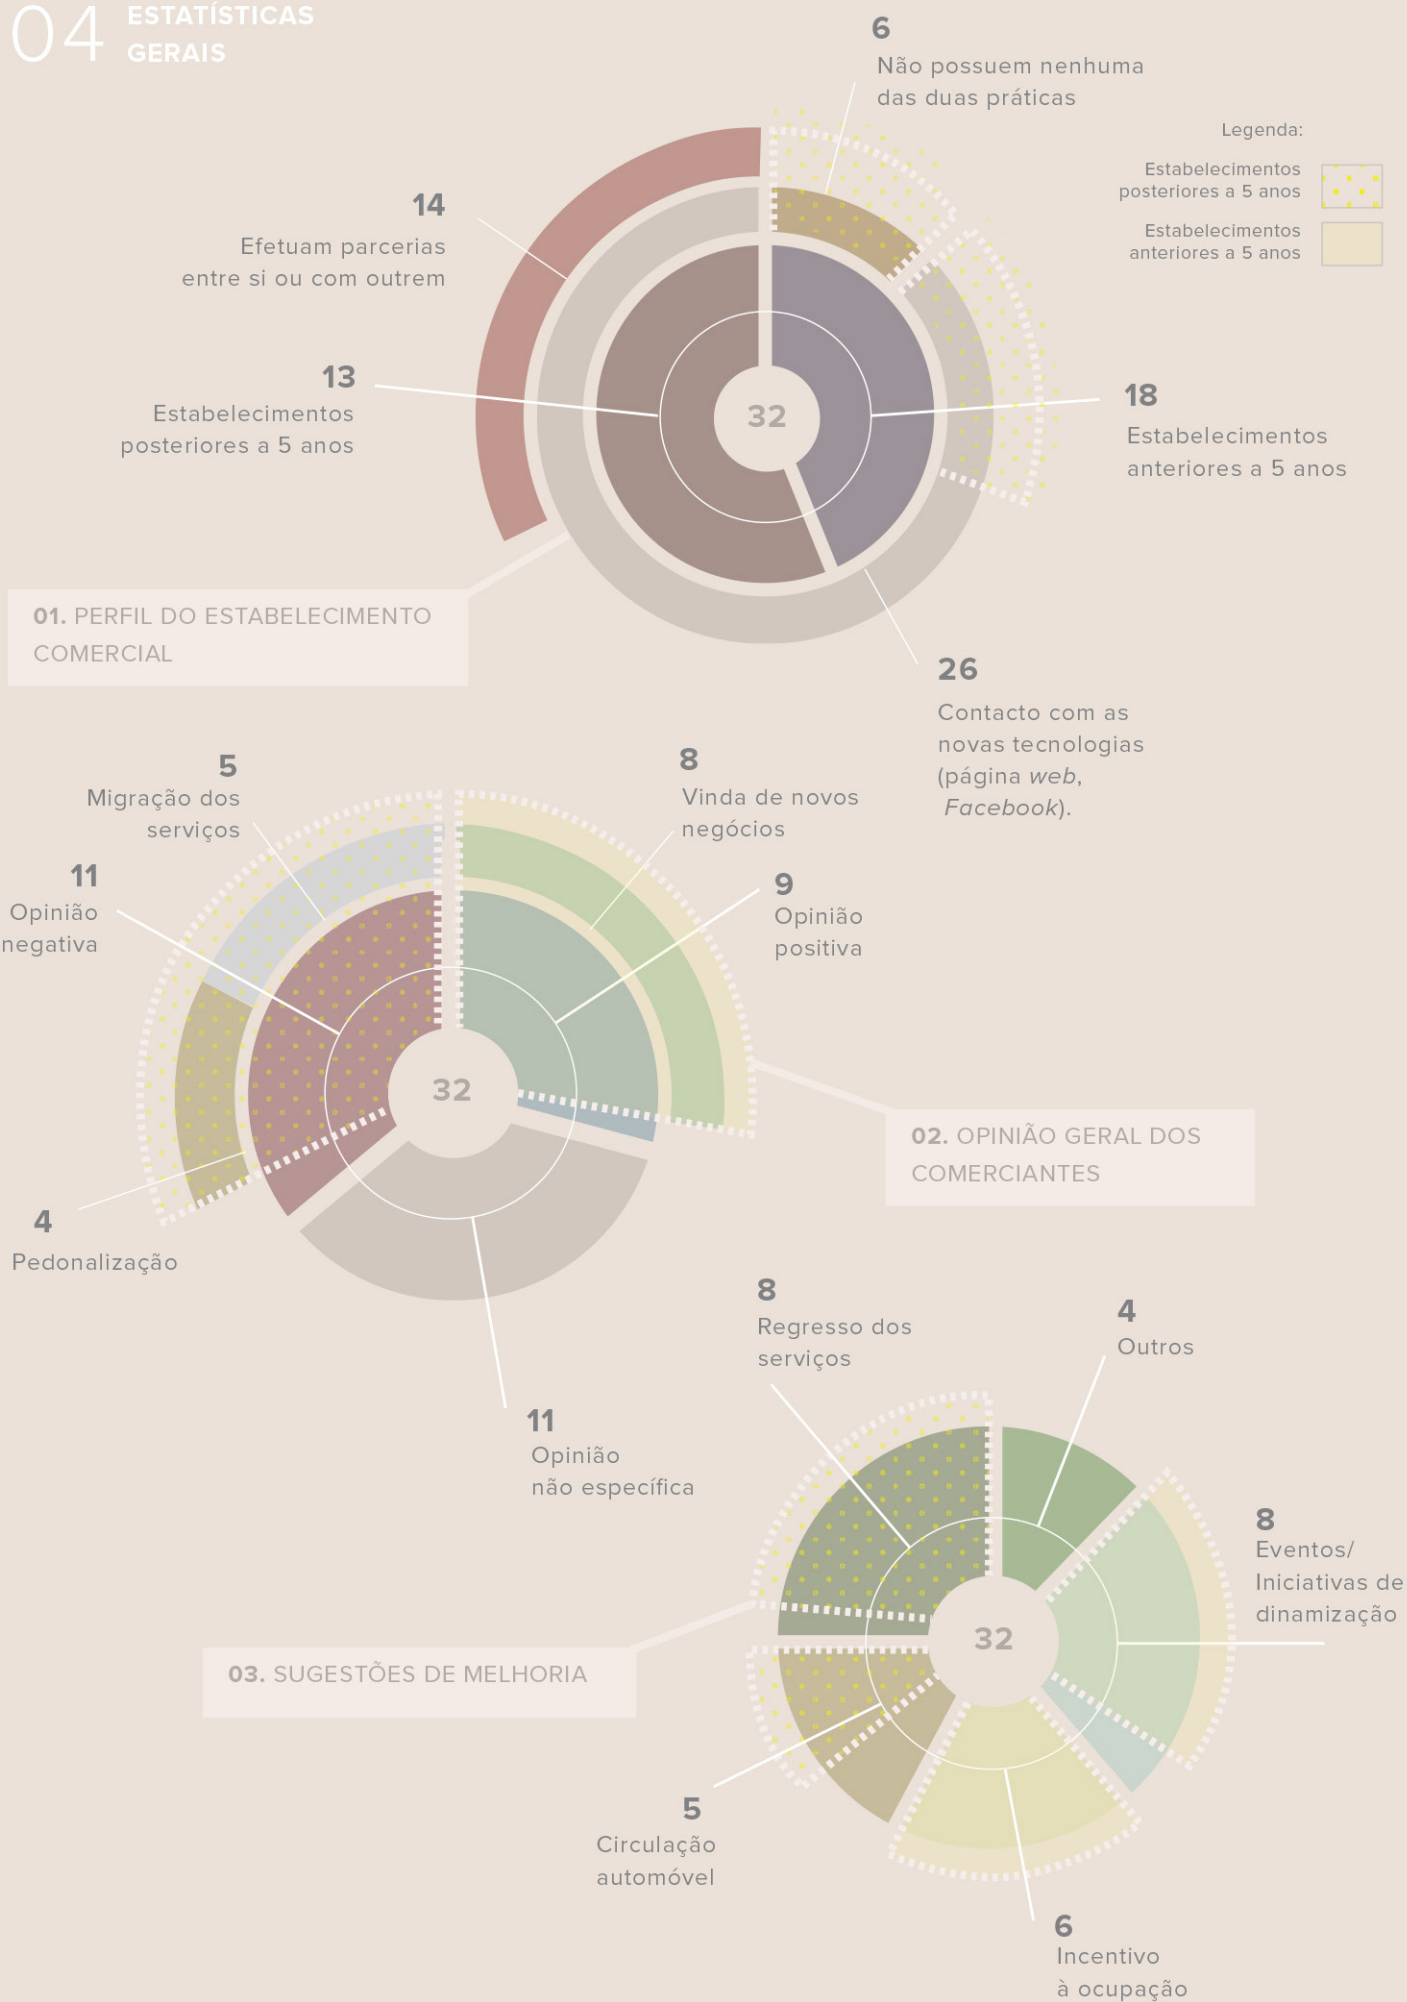 04 ESTATÍSTICAS
GERAIS
6
Não possuem nenhuma
das duas práticas
Legenda:
Estabelecimentos
posteriores a 5 anos
Estabelecimentos
anteriores a 5 anos
14
Efetuam parcerias
entre si ou com outrem
13
Estabelecimentos
posteriores a 5 anos
32
18
Estabelecimentos
anteriores a 5 anos
01. PERFIL DO ESTABELECIMENTO
COMERCIAL
26
Contacto com as
novas tecnologias
(página web,
Facebook).
5
Migração dos
serviços
8
Vinda de novos
negócios
11
Opinião
negativa
9
Opinião
positiva
32
02. OPINIÃO GERAL DOS
COMERCIANTES
4
Pedonalização
11
Opinião
não específica
8
Regresso dos
serviços
4
Outros
8
Eventos/
Iniciativas de
dinamização
32
03. SUGESTÕES DE MELHORIA
5
Circulação
automóvel
6
Incentivo
à ocupação